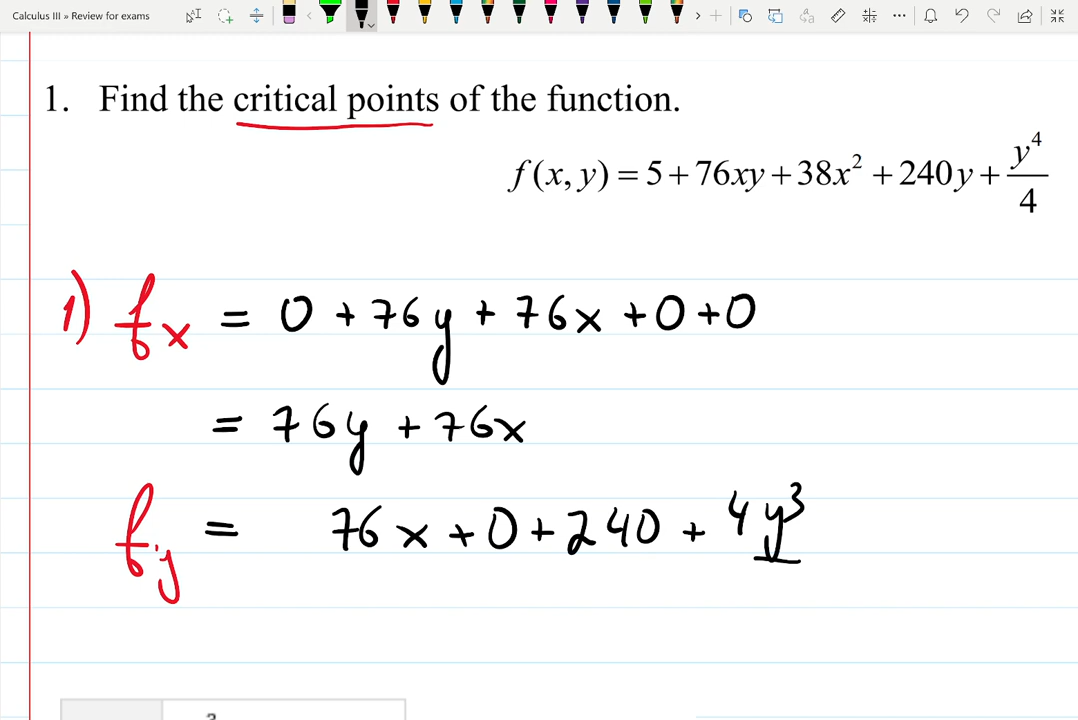 Calculus III » Review for exams
1. Find the critical points of the function.
f(x, y) = 5 + 76xy + 38x² + 240y + y⁴/4
1) fx = 0 + 76y + 76x + 0 + 0
= 76y + 76x
fy = 76x + 0 + 240 + 4y³